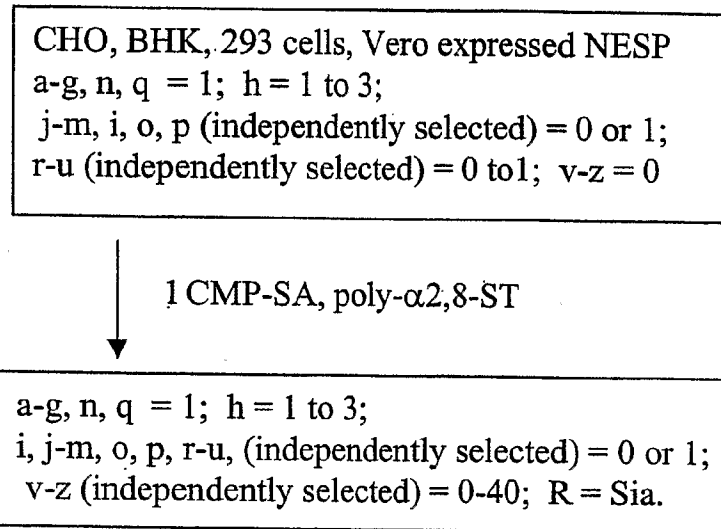 CHO, BHK, 293 cells, Vero expressed NESP
a-g, n, q = 1; h = 1 to 3;
j-m, i, o, p (independently selected) = 0 or 1;
r-u (independently selected) = 0 to1; v-z = 0
1 CMP-SA, poly-α2,8-ST
a-g, n, q = 1; h = 1 to 3;
i, j-m, o, p, r-u, (independently selected) = 0 or 1;
v-z (independently selected) = 0-40; R = Sia.